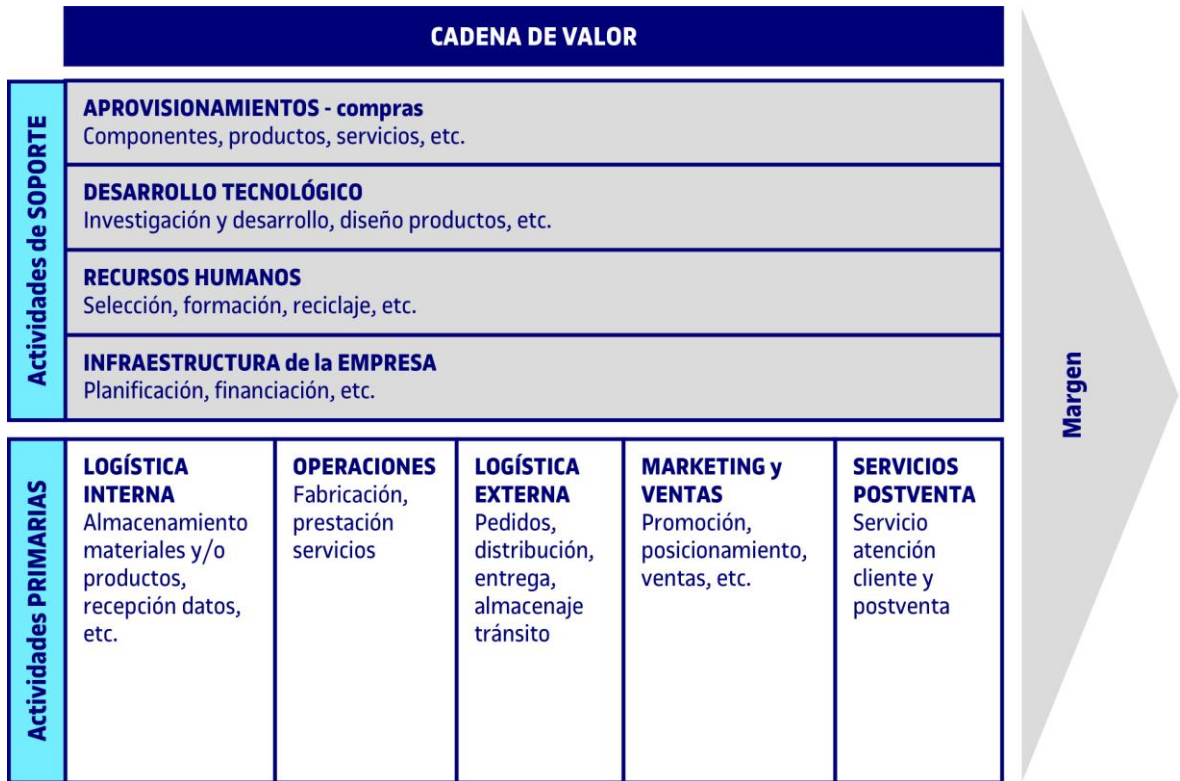 CADENA DE VALOR
Actividades de SOPORTE
APROVISIONAMIENTOS - compras
Componentes, productos, servicios, etc.
DESARROLLO TECNOLÓGICO
Investigación y desarrollo, diseño productos, etc.
RECURSOS HUMANOS
Selección, formación, reciclaje, etc.
INFRAESTRUCTURA de la EMPRESA
Planificación, financiación, etc.
Actividades PRIMARIAS
LOGÍSTICA
INTERNA
Almacenamiento
materiales y/o
productos,
recepción datos,
etc.
OPERACIONES
Fabricación,
prestación
servicios
LOGÍSTICA
EXTERNA
Pedidos,
distribución,
entrega,
almacenaje
tránsito
MARKETING y
VENTAS
Promoción,
posicionamiento,
ventas, etc.
SERVICIOS
POSTVENTA
Servicio
atención
cliente y
postventa
Margen